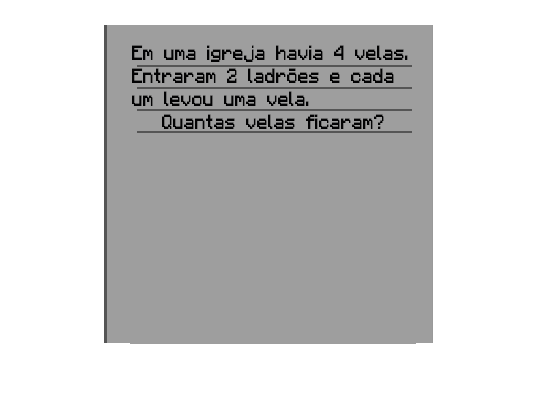 Em uma igreja havia 4 velas.
Entraram 2 ladrões e cada
um levou uma vela.
Quantas velas ficaram?